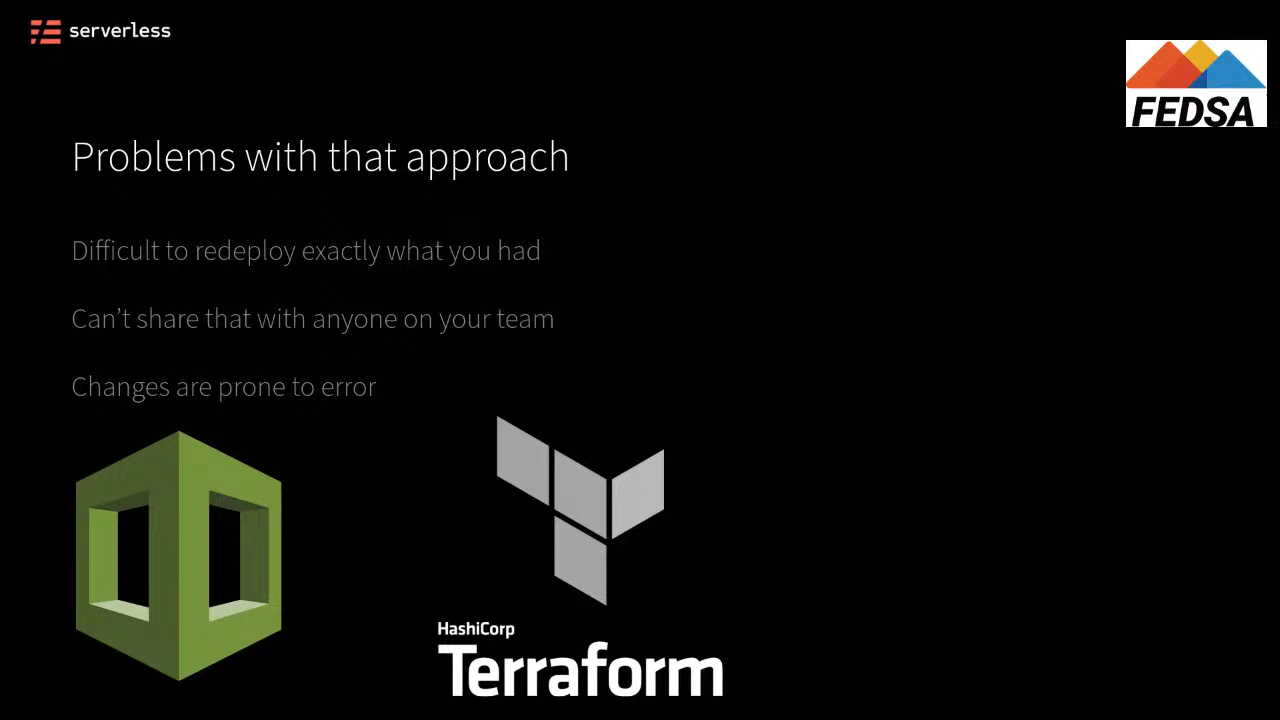 serverless
FEDSA
Problems with that approach
Difficult to redeploy exactly what you had
Can’t share that with anyone on your team
Changes are prone to error
HashiCorp
Terraform